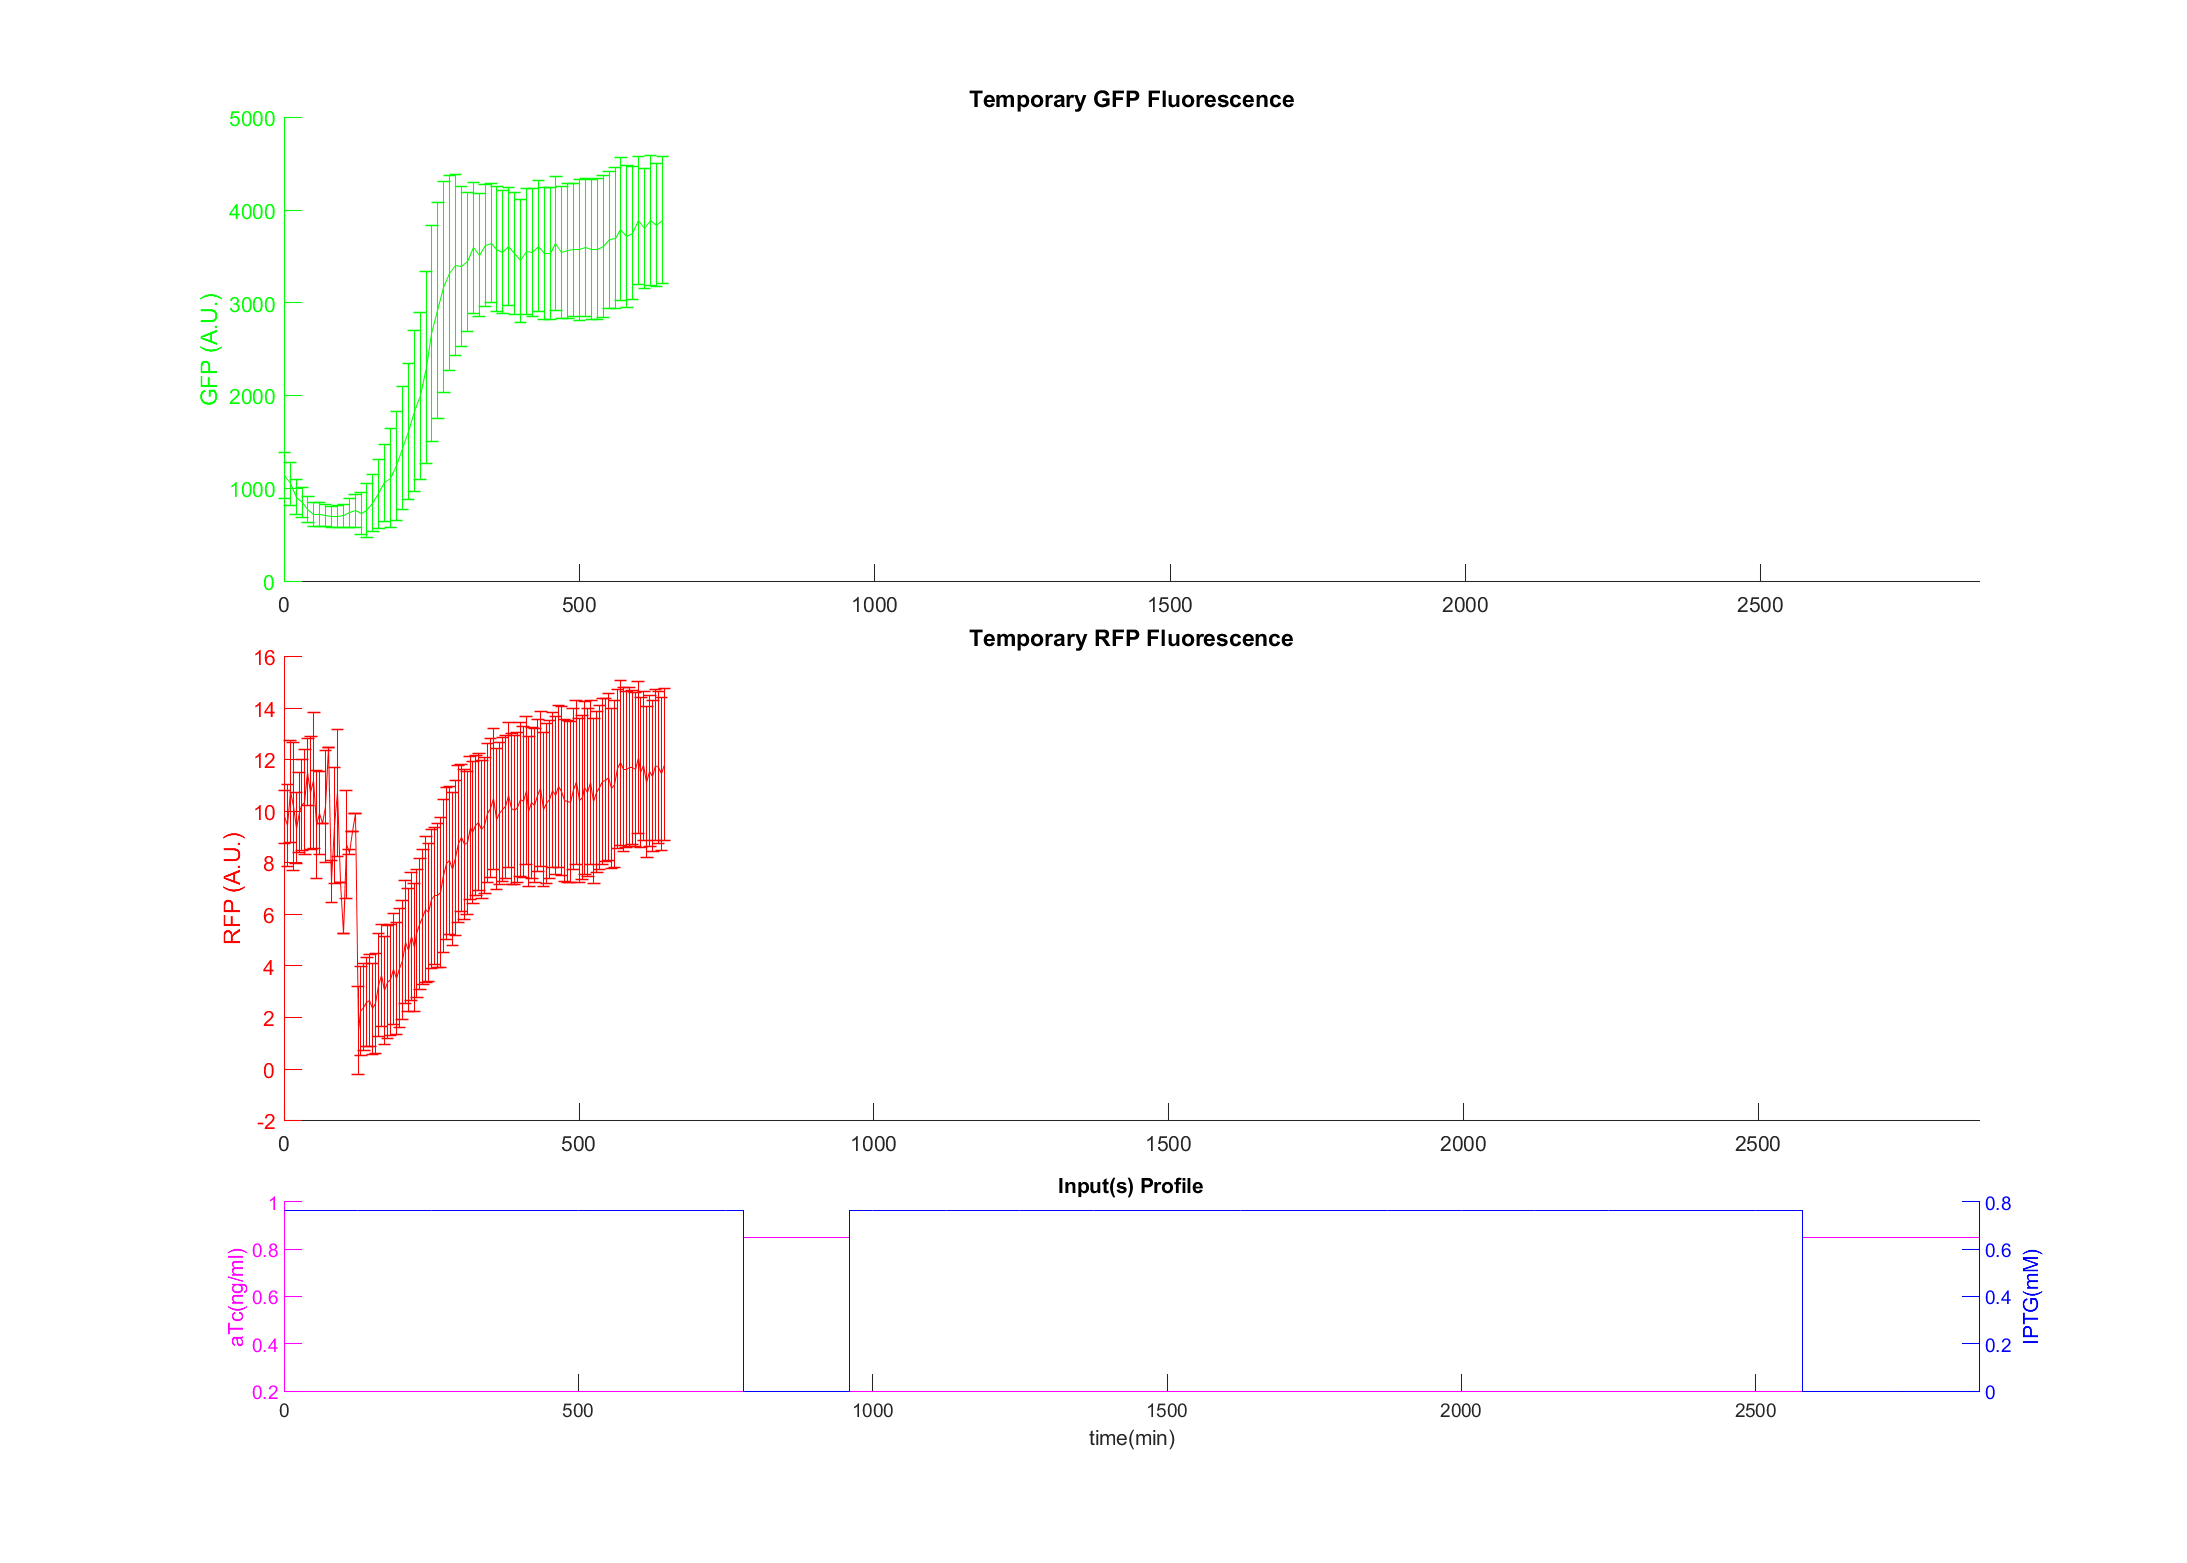 Temporary GFP Fluorescence
5000
4000
3000
2000
1000
0
GFP (A.U.)
0 500 1000 1500 2000 2500
Temporary RFP Fluorescence
16
14
12
10
8
6
4
2
0
-2
RFP (A.U.)
0 500 1000 1500 2000 2500
Input(s) Profile
1
0.8
0.6
0.4
0.2
aTc(ng/ml)
0.8
0.6
0.4
0.2
0
IPTG(mM)
0 500 1000 1500 2000 2500
time(min)